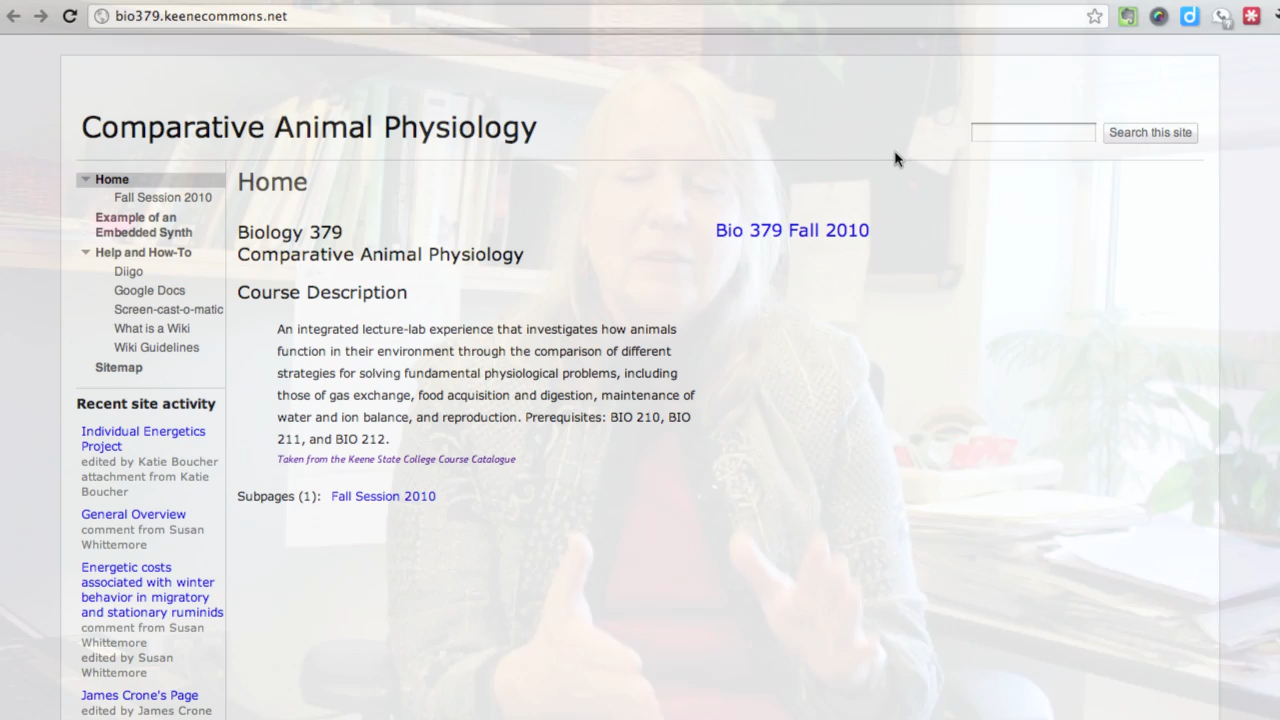 bio379.keenecommons.net
Comparative Animal Physiology
Search this site
Home
Fall Session 2010
Example of an
Embedded Synth
Help and How-To
Diigo
Google Docs
Screen-cast-o-matic
What is a Wiki
Wiki Guidelines
Sitemap
Recent site activity
Individual Energetics
Project
edited by Katie Boucher
attachment from Katie
Boucher
General Overview
comment from Susan
Whittemore
Energetic costs
associated with winter
behavior in migratory
and stationary ruminids
comment from Susan
Whittemore
edited by Susan
Whittemore
James Crone's Page
edited by James Crone
Home
Biology 379
Comparative Animal Physiology
Course Description
An integrated lecture-lab experience that investigates how animals
function in their environment through the comparison of different
strategies for solving fundamental physiological problems, including
those of gas exchange, food acquisition and digestion, maintenance of
water and ion balance, and reproduction. Prerequisites: BIO 210, BIO
211, and BIO 212.
Taken from the Keene State College Course Catalogue
Subpages (1): Fall Session 2010
Bio 379 Fall 2010